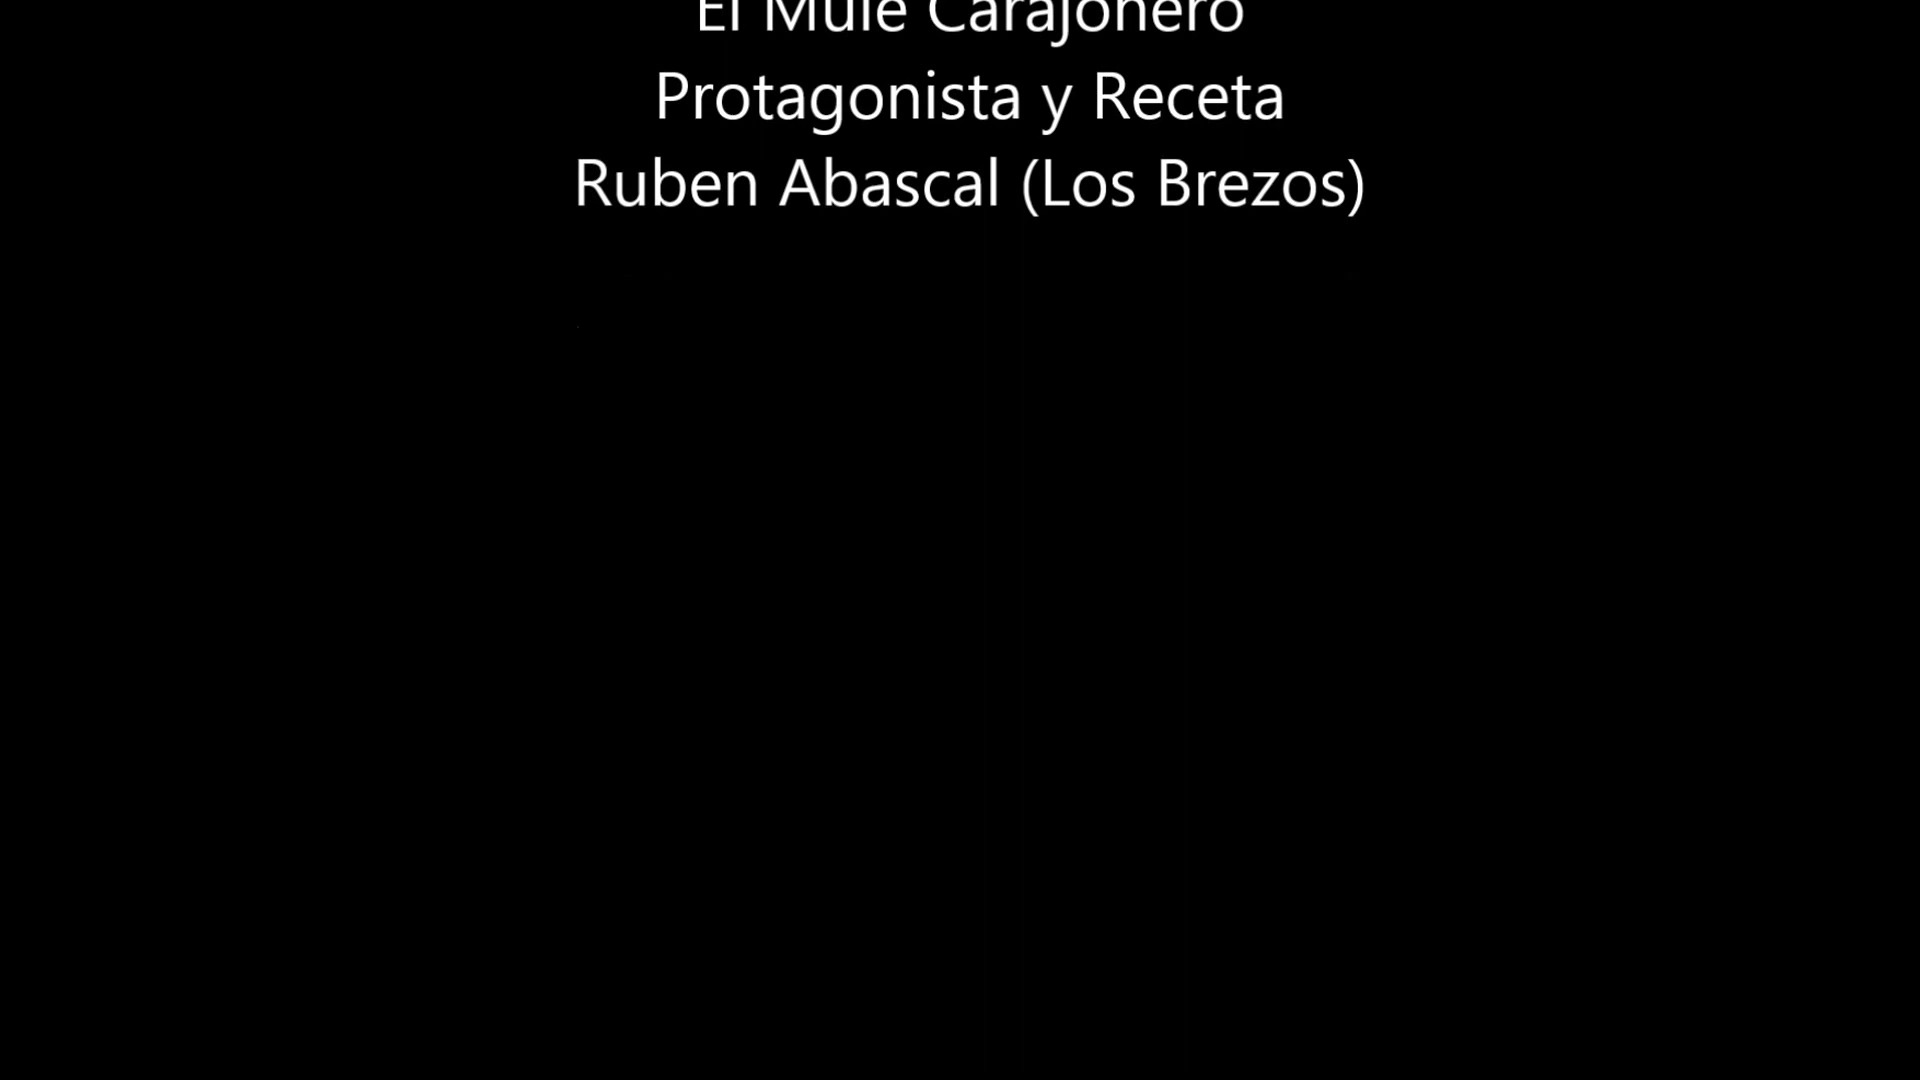 El Mule Carajonero
Protagonista y Receta
Ruben Abascal (Los Brezos)